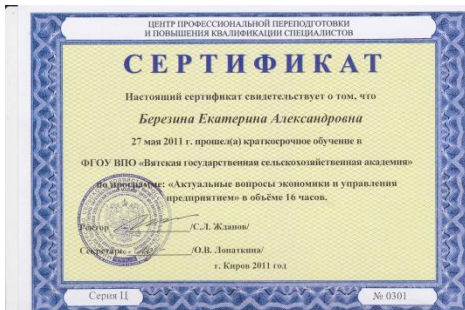 ЦЕНТР ПРОФЕССИОНАЛЬНОЙ ПЕРЕПОДГОТОВКИ
И ПОВЫШЕНИЯ КВАЛИФИКАЦИИ СПЕЦИАЛИСТОВ
СЕРТИФИКАТ
Настоящий сертификат свидетельствует о том, что
Березина Екатерина Александровна
27 мая 2011 г. прошел(а) краткосрочное обучение в
ФГОУ ВПО «Вятская государственная сельскохозяйственная академия»
по программе: «Актуальные вопросы экономики и управления
предприятием» в объёме 16 часов.
Ректор /С.Л. Жданов/
Секретарь /О.В. Лопаткина/
г. Киров 2011 год
Серия Ц
№ 0301